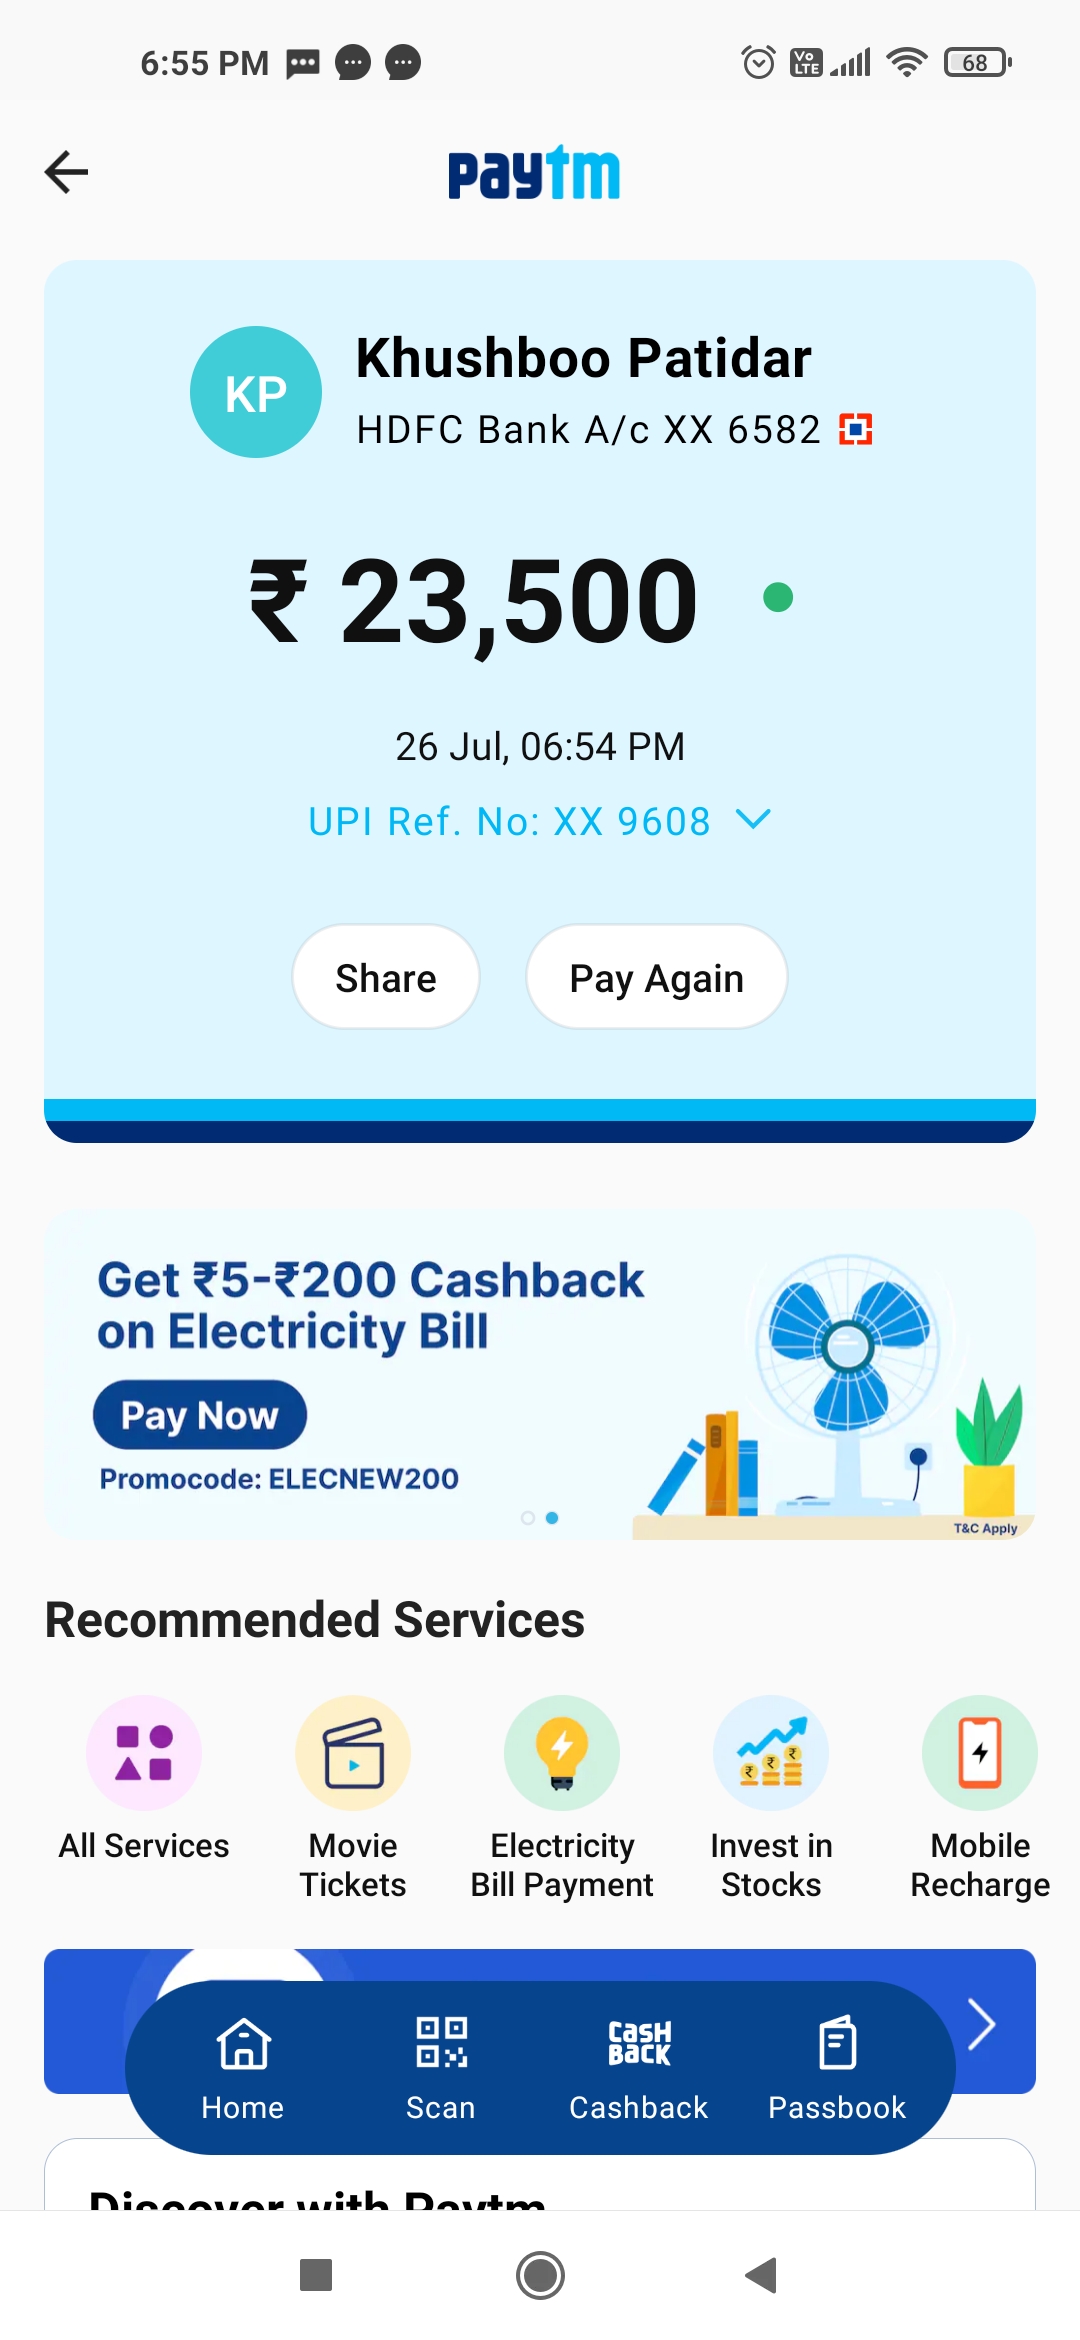 6:55 PM
Vo LTE
68
paytm
KP
Khushboo Patidar
HDFC Bank A/c XX 6582
₹ 23,500
26 Jul, 06:54 PM
UPI Ref. No: XX 9608
Share
Pay Again
Get ₹5-₹200 Cashback
on Electricity Bill
Pay Now
Promocode: ELECNEW200
T&C Apply
Recommended Services
All Services
Movie
Tickets
Electricity
Bill Payment
Invest in
Stocks
Mobile
Recharge
CASH
BACK
Home
Scan
Cashback
Passbook
Discover with Paytm